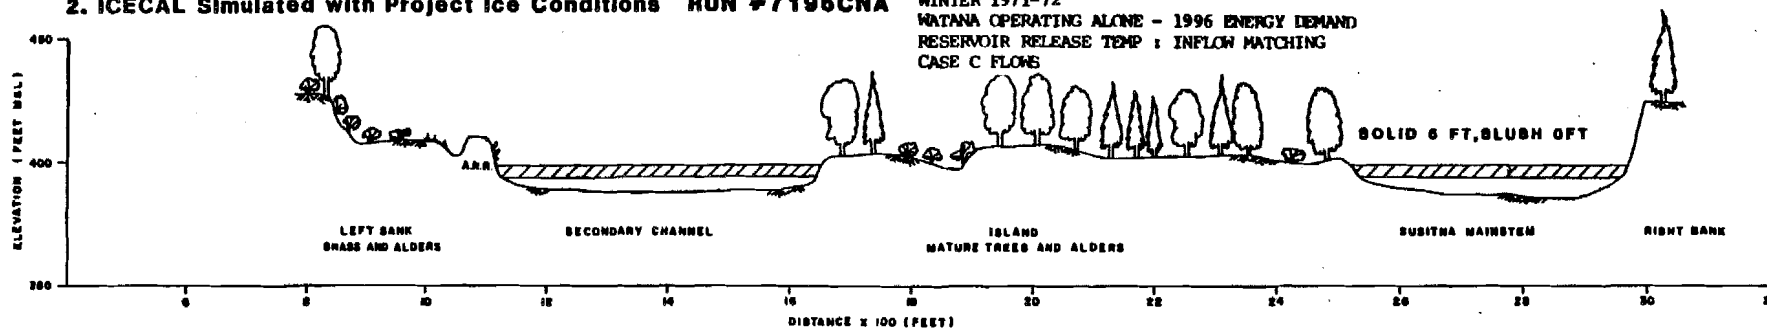 2. ICECAL Simulated with Project Ice Conditions RUN #7196CNA
WINTER 1971-72
WATANA OPERATING ALONE - 1996 ENERGY DEMAND
RESERVOIR RELEASE TEMP : INFLOW MATCHING
CASE C FLOWS
450
400
350
ELEVATION (FEET MSL)
A.R.R.
SOLID 6 FT, SLUSH 0FT
LEFT BANK
GRASS AND ALDERS
SECONDARY CHANNEL
ISLAND
MATURE TREES AND ALDERS
SUSITNA MAINSTEM
RIGHT BANK
6 8 10 12 14 16 18 20 22 24 26 28 30
DISTANCE x 100 (FEET)